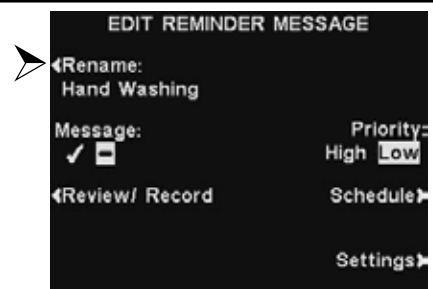 EDIT REMINDER MESSAGE
Rename:
Hand Washing
Message: Priority:
✓ – High Low
Review/ Record Schedule
Settings